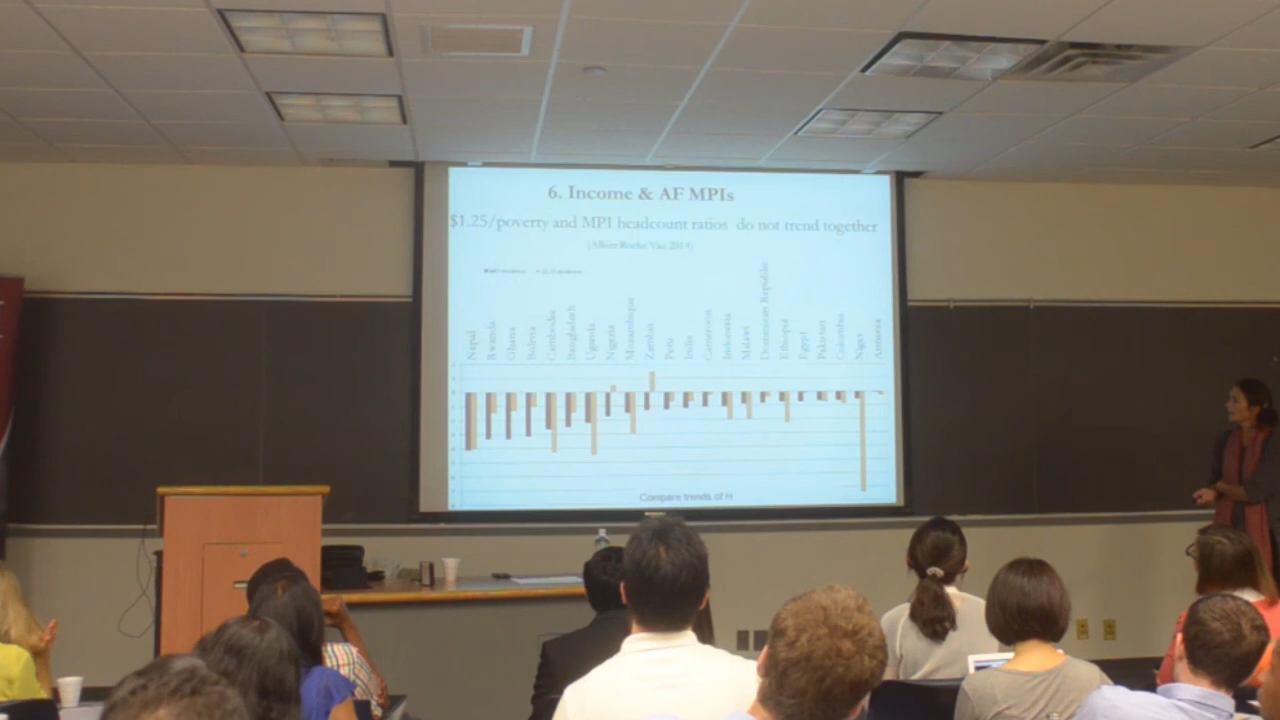 6. Income & AF MPIs
$1.25/poverty and MPI headcount ratios do not trend together
(Alkire Roche Vaz 2014)
Nepal
Rwanda
Ghana
Bolivia
Cambodia
Bangladesh
Uganda
Nigeria
Mozambique
Zambia
Peru
India
Cameroon
Indonesia
Malawi
Dominican Republic
Ethiopia
Egypt
Pakistan
Colombia
Niger
Armenia
Compare trends of H